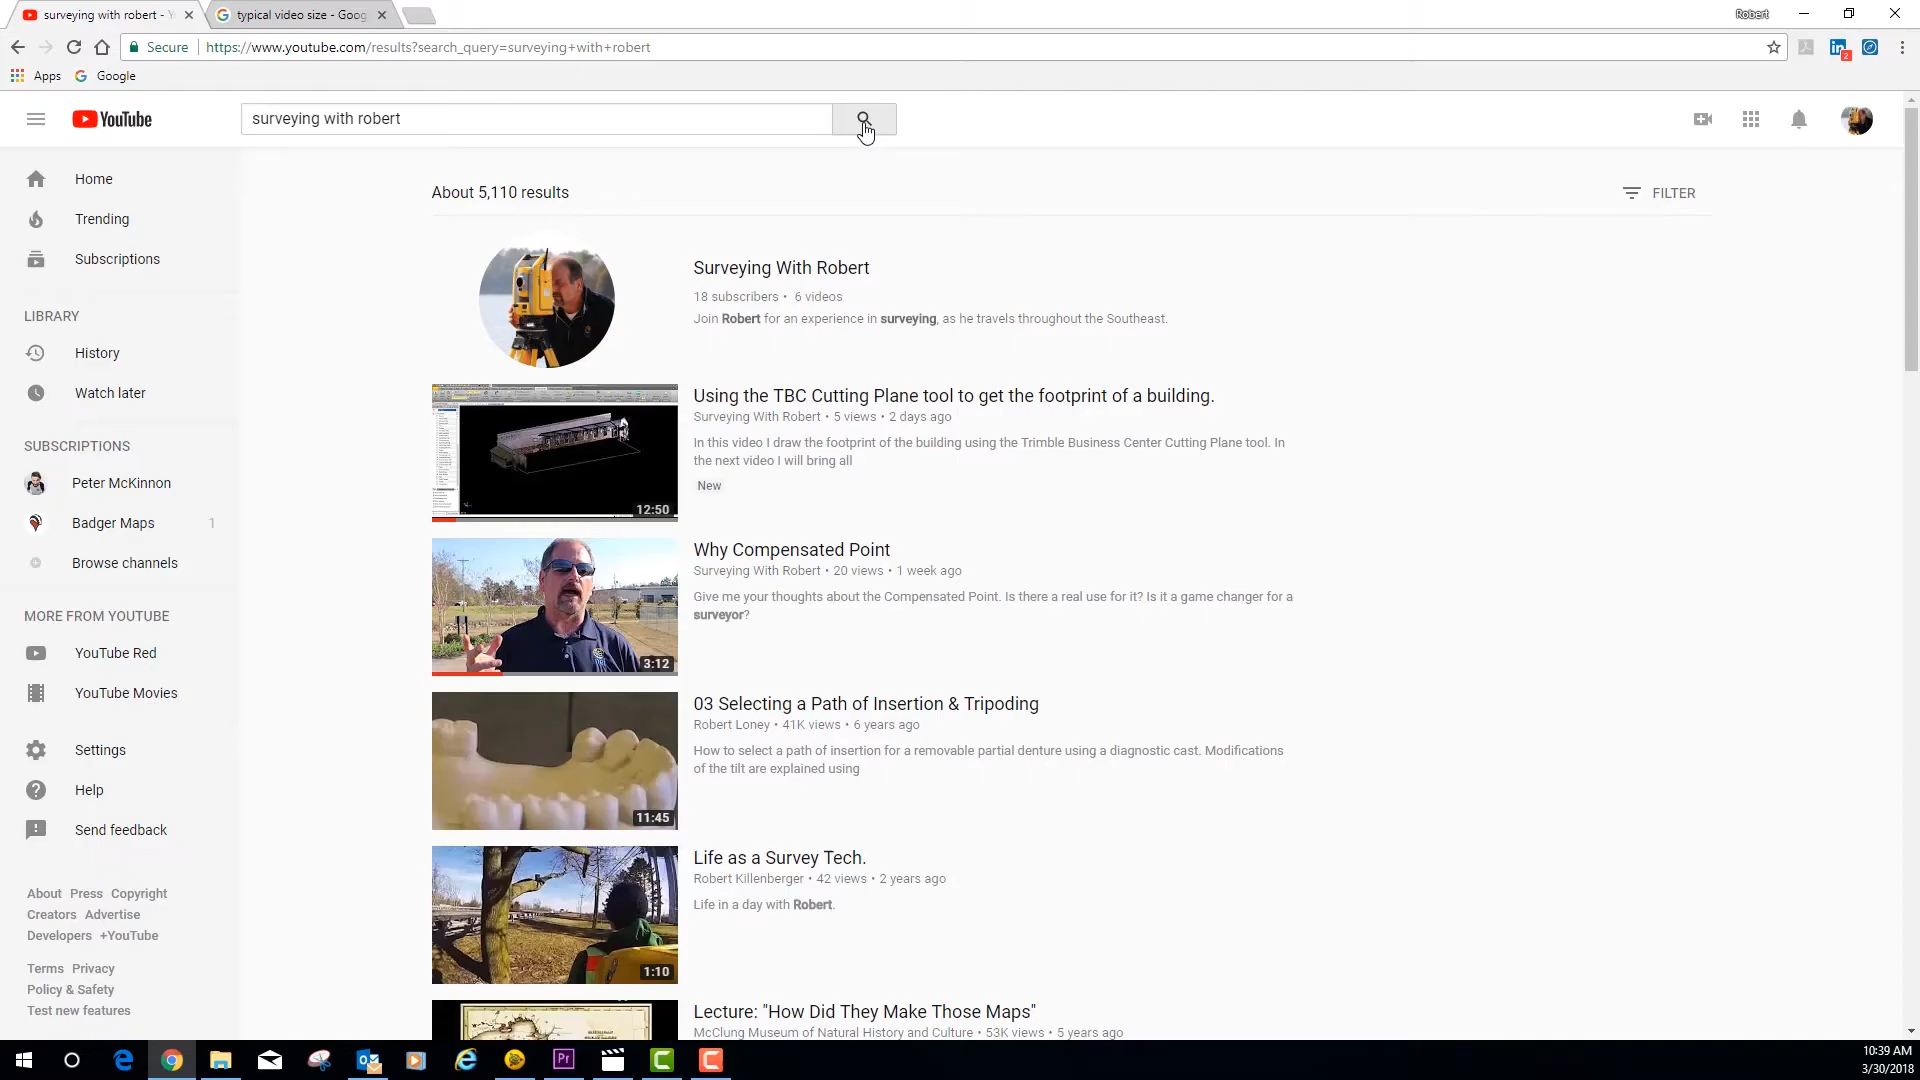 surveying with robert - Y
typical video size - Goog
Robert
Secure
https://www.youtube.com/results?search_query=surveying+with+robert
in
2
Apps
Google
YouTube
surveying with robert
Home
Trending
Subscriptions
LIBRARY
History
Watch later
SUBSCRIPTIONS
Peter McKinnon
Badger Maps 1
Browse channels
MORE FROM YOUTUBE
YouTube Red
YouTube Movies
Settings
Help
Send feedback
About Press Copyright
Creators Advertise
Developers +YouTube
Terms Privacy
Policy & Safety
Test new features
About 5,110 results
FILTER
Surveying With Robert
18 subscribers • 6 videos
Join Robert for an experience in surveying, as he travels throughout the Southeast.
12:50
Using the TBC Cutting Plane tool to get the footprint of a building.
Surveying With Robert • 5 views • 2 days ago
In this video I draw the footprint of the building using the Trimble Business Center Cutting Plane tool. In
the next video I will bring all
New
3:12
Why Compensated Point
Surveying With Robert • 20 views • 1 week ago
Give me your thoughts about the Compensated Point. Is there a real use for it? Is it a game changer for a
surveyor?
11:45
03 Selecting a Path of Insertion & Tripoding
Robert Loney • 41K views • 6 years ago
How to select a path of insertion for a removable partial denture using a diagnostic cast. Modifications
of the tilt are explained using
1:10
Life as a Survey Tech.
Robert Killenberger • 42 views • 2 years ago
Life in a day with Robert.
Lecture: "How Did They Make Those Maps"
McClung Museum of Natural History and Culture • 53K views • 5 years ago
Pr
10:39 AM
3/30/2018